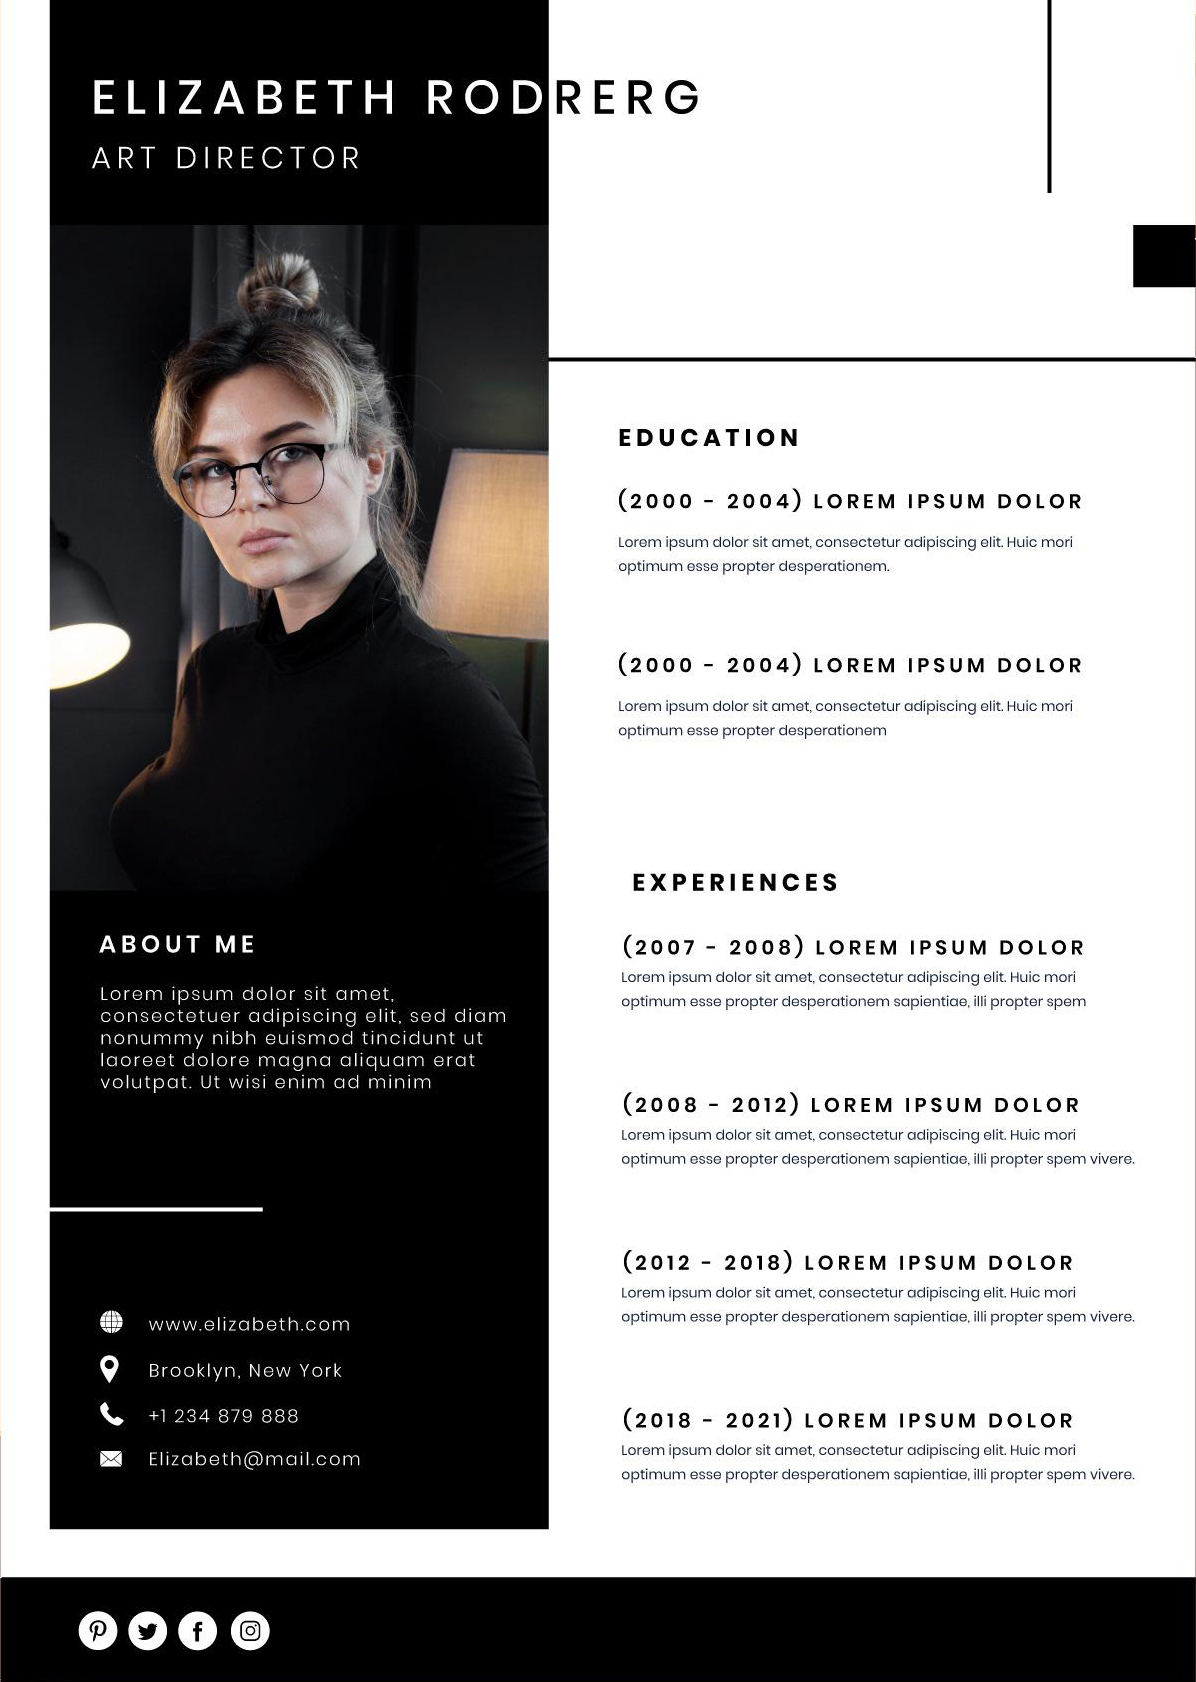 ELIZABETH RODRERG
ART DIRECTOR
ABOUT ME
Lorem ipsum dolor sit amet,
consectetuer adipiscing elit, sed diam
nonummy nibh euismod tincidunt ut
laoreet dolore magna aliquam erat
volutpat. Ut wisi enim ad minim
www.elizabeth.com
Brooklyn, New York
+1 234 879 888
Elizabeth@mail.com
EDUCATION
(2000 - 2004) LOREM IPSUM DOLOR
Lorem ipsum dolor sit amet, consectetur adipiscing elit. Huic mori
optimum esse propter desperationem.
(2000 - 2004) LOREM IPSUM DOLOR
Lorem ipsum dolor sit amet, consectetur adipiscing elit. Huic mori
optimum esse propter desperationem
EXPERIENCES
(2007 - 2008) LOREM IPSUM DOLOR
Lorem ipsum dolor sit amet, consectetur adipiscing elit. Huic mori
optimum esse propter desperationem sapientiae, illi propter spem
(2008 - 2012) LOREM IPSUM DOLOR
Lorem ipsum dolor sit amet, consectetur adipiscing elit. Huic mori
optimum esse propter desperationem sapientiae, illi propter spem vivere.
(2012 - 2018) LOREM IPSUM DOLOR
Lorem ipsum dolor sit amet, consectetur adipiscing elit. Huic mori
optimum esse propter desperationem sapientiae, illi propter spem vivere.
(2018 - 2021) LOREM IPSUM DOLOR
Lorem ipsum dolor sit amet, consectetur adipiscing elit. Huic mori
optimum esse propter desperationem sapientiae, illi propter spem vivere.